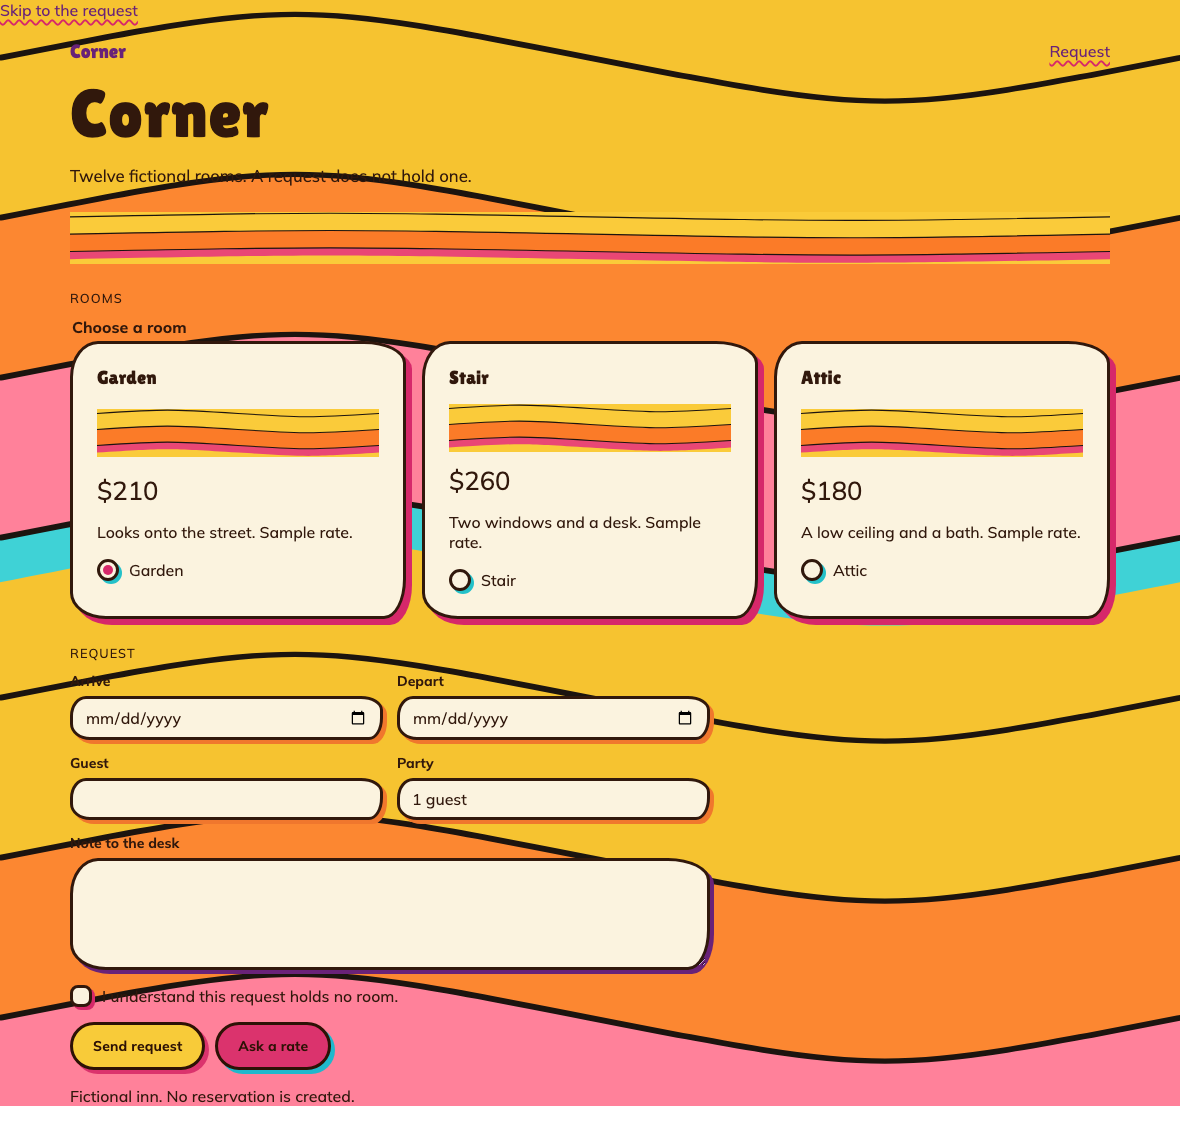 Skip to the request
Corner
Request
Corner
Twelve fictional rooms. A request does not hold one.
ROOMS
Choose a room
Garden
$210
Looks onto the street. Sample rate.
Garden
Stair
$260
Two windows and a desk. Sample
rate.
Stair
Attic
$180
A low ceiling and a bath. Sample rate.
Attic
REQUEST
Arrive
Depart
mm/dd/yyyy
mm/dd/yyyy
Guest
Party
1 guest
Note to the desk
I understand this request holds no room.
Send request
Ask a rate
Fictional inn. No reservation is created.